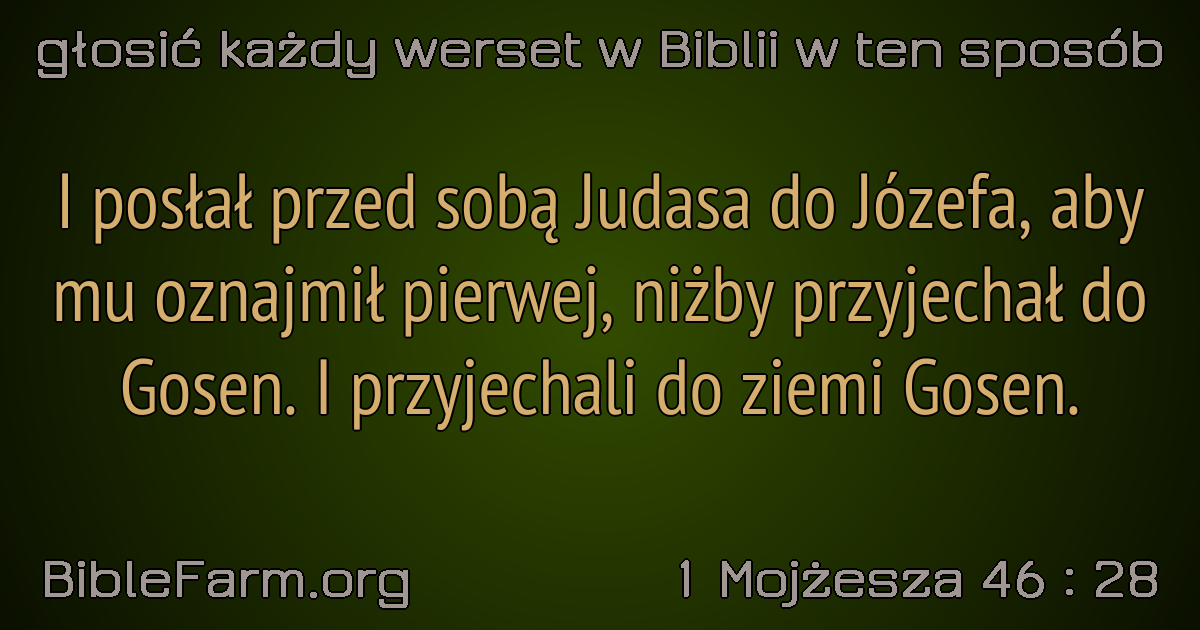 głosić każdy werset w Biblii w ten sposób
I posłał przed sobą Judasa do Józefa, aby
mu oznajmił pierwej, niżby przyjechał do
Gosen. I przyjechali do ziemi Gosen.
BibleFarm.org
1 Mojżesza 46 : 28